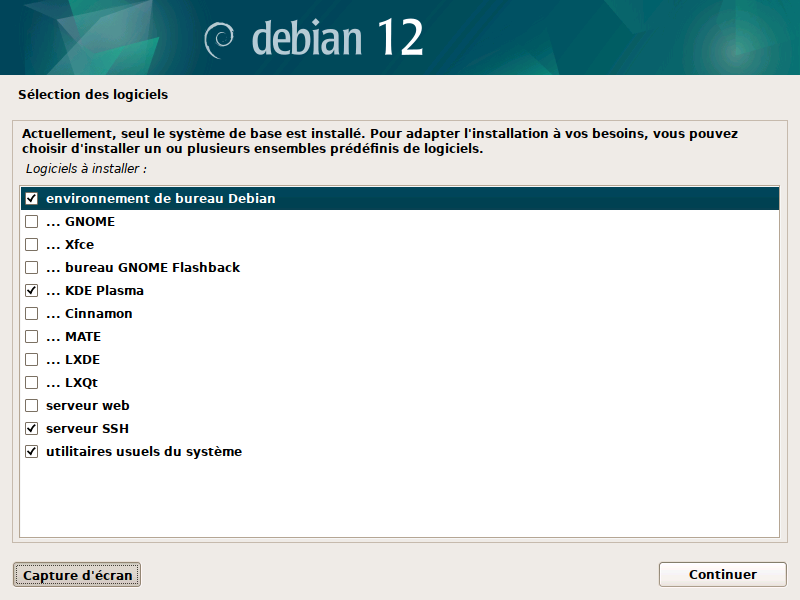 debian 12
Sélection des logiciels
Actuellement, seul le système de base est installé. Pour adapter l'installation à vos besoins, vous pouvez
choisir d'installer un ou plusieurs ensembles prédéfinis de logiciels.
Logiciels à installer :
environnement de bureau Debian
... GNOME
... Xfce
... bureau GNOME Flashback
... KDE Plasma
... Cinnamon
... MATE
... LXDE
... LXQt
serveur web
serveur SSH
utilitaires usuels du système
Capture d'écran
Continuer